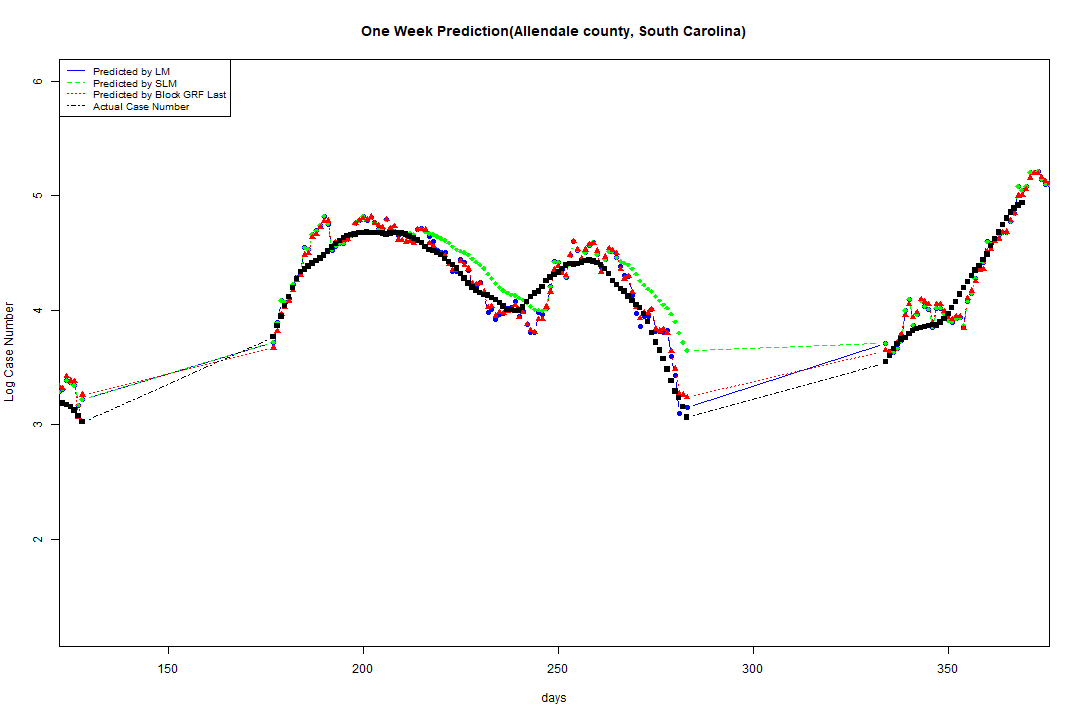 One Week Prediction(Allendale county, South Carolina)
Predicted by LM
Predicted by SLM
Predicted by Block GRF Last
Actual Case Number
6
5
4
3
2
Log Case Number
150
200
250
300
350
days